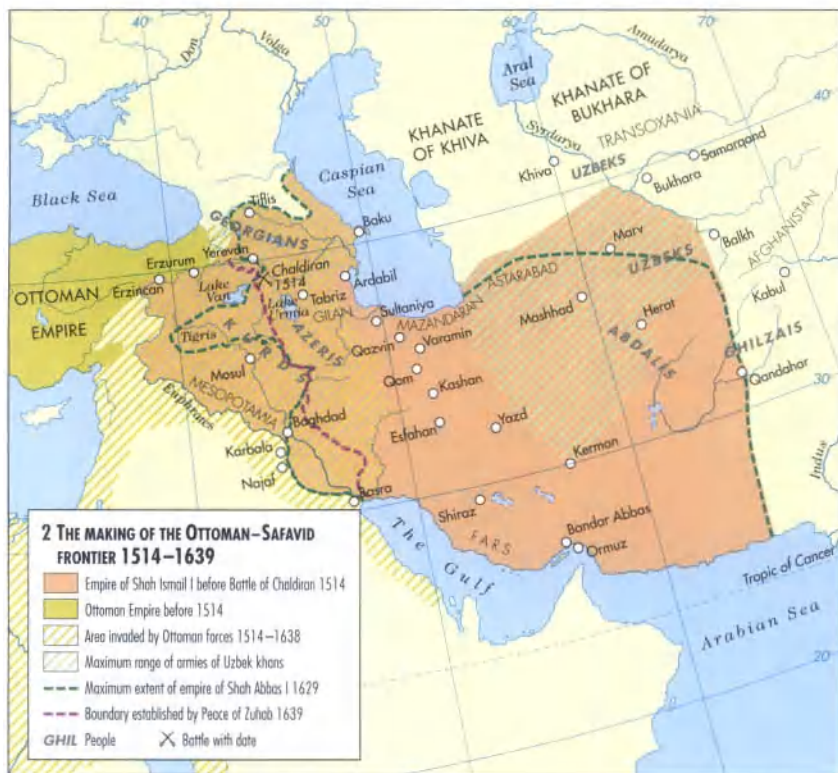 50
60
70
Don
Volga
Amudarya
Aral
Sea
KHANATE OF
BUKHARA
40
KHANATE
OF KHIVA
Syrdarya
TRANSOXANIA
Samarqand
Khiva
UZBEKS
Bukhara
Black Sea
Caspian
Sea
Tiflis
GEORGIANS
Baku
Marv
Balkh
UZBEKS
AFGHANISTAN
Yerevan
Erzurum
Chaldiran
1514
Ardabil
ASTARABAD
Kabul
Erzincan
OTTOMAN
EMPIRE
Lake
Van
Lake
Urmia
Tabriz
GILAN
Sultaniya
MAZANDARAN
Mashhad
Herat
ABDALIS
GHILZAIS
AZERIS
Qazvin
Varamin
Tigris
KURDS
Qandahar
30
Mosul
Qom
Kashan
MESOPOTAMIA
Euphrates
Baghdad
Esfahan
Yazd
Kerman
Karbala
Najaf
Indus
Basra
Shiraz
FARS
Bandar Abbas
Ormuz
The Gulf
Tropic of Cancer
Arabian Sea
20
2 THE MAKING OF THE OTTOMAN–SAFAVID
FRONTIER 1514–1639
Empire of Shah Ismail I before Battle of Chaldiran 1514
Ottoman Empire before 1514
Area invaded by Ottoman forces 1514–1638
Maximum range of armies of Uzbek khans
Maximum extent of empire of Shah Abbas I 1629
Boundary established by Peace of Zuhab 1639
GHIL People
Battle with date